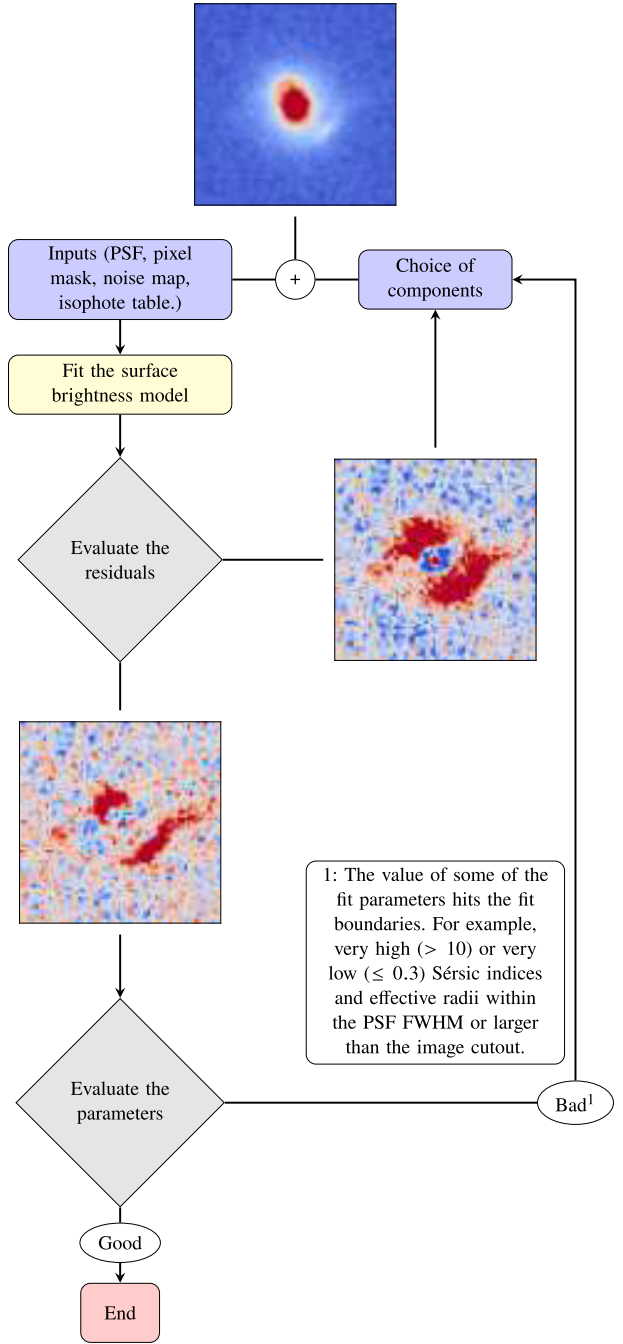 Inputs (PSF, pixel
mask, noise map,
isophote table.)
+
Choice of
components
Fit the surface
brightness model
Evaluate the
residuals
1: The value of some of the
fit parameters hits the fit
boundaries. For example,
very high (> 10) or very
low (≤ 0.3) Sérsic indices
and effective radii within
the PSF FWHM or larger
than the image cutout.
Evaluate the
parameters
Bad¹
Good
End